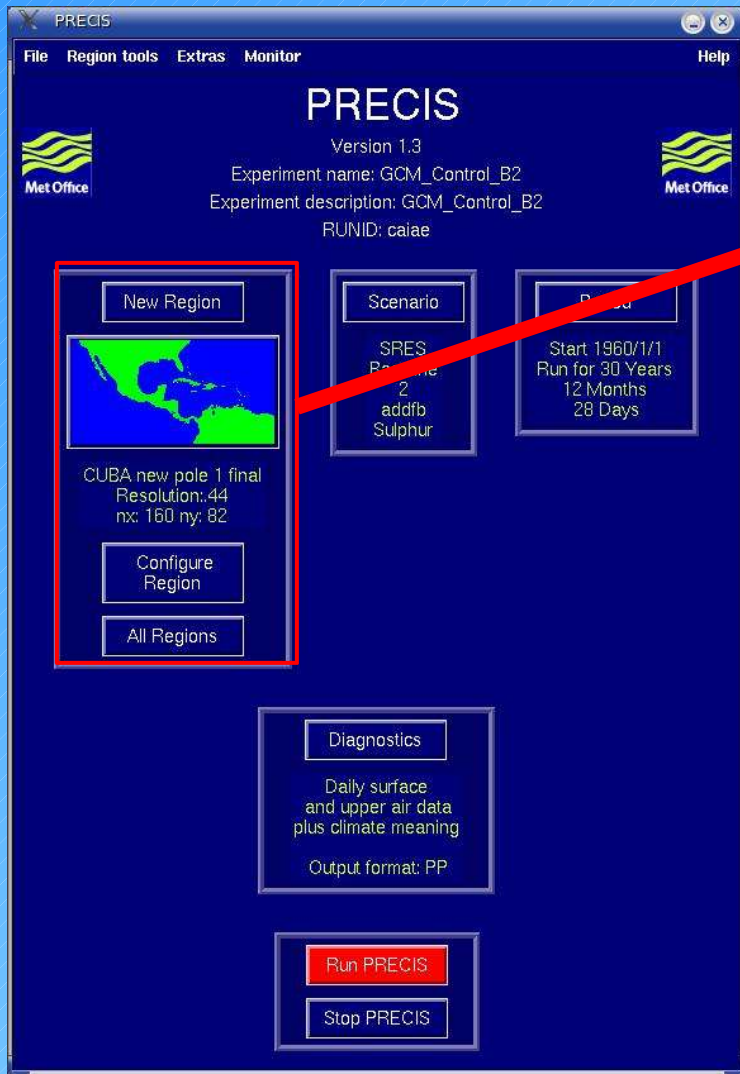 PRECIS
File Region tools Extras Monitor Help
PRECIS
Version 1.3
Experiment name: GCM_Control_B2
Experiment description: GCM_Control_B2
RUNID: caiae
Met Office
Met Office
New Region
CUBA new pole 1 final
Resolution:.44
nx: 160 ny: 82
Configure
Region
All Regions
Scenario
SRES
2
addfb
Sulphur
Start 1960/1/1
Run for 30 Years
12 Months
28 Days
Diagnostics
Daily surface
and upper air data
plus climate meaning
Output format: PP
Run PRECIS
Stop PRECIS